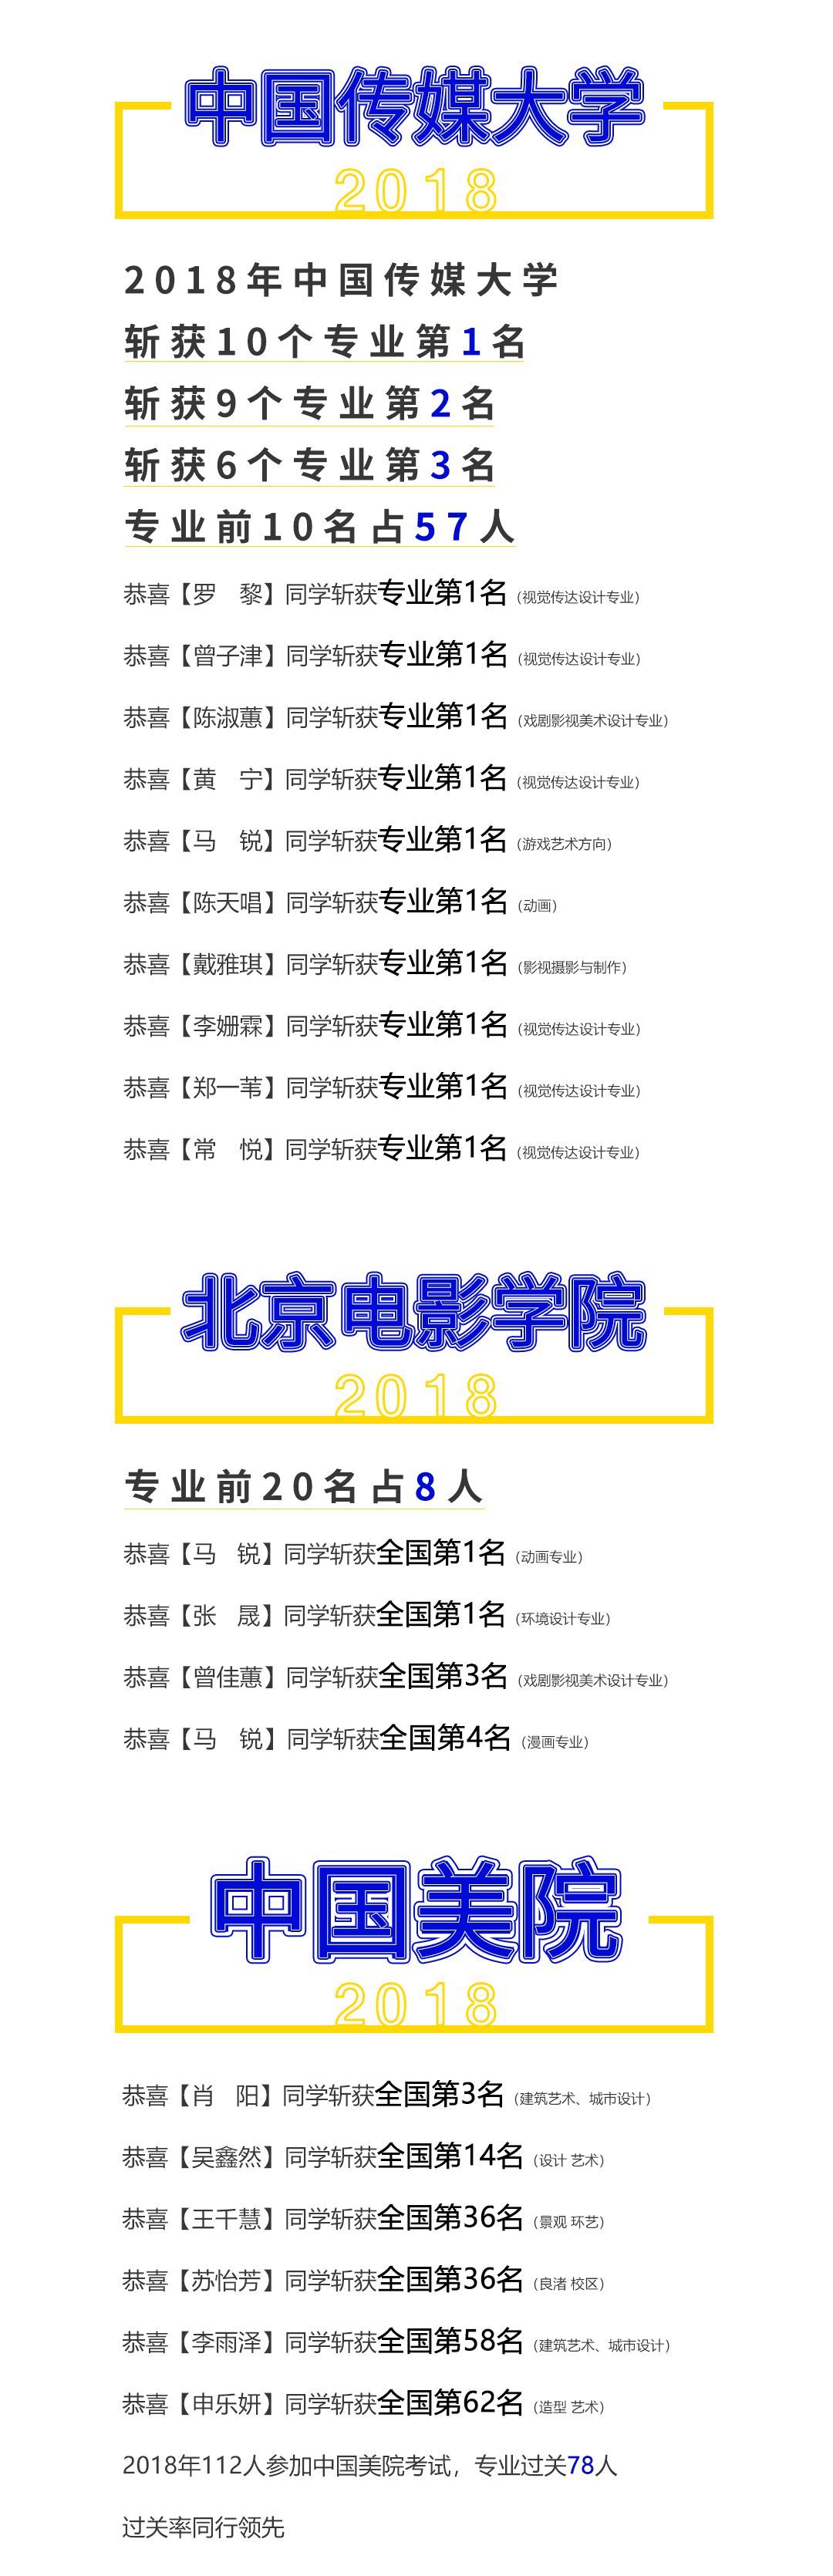 中国传媒大学
2018
2018年中国传媒大学
斩获10个专业第1名
斩获9个专业第2名
斩获6个专业第3名
专业前10名占57人
恭喜【罗　黎】同学斩获专业第1名（视觉传达设计专业）
恭喜【曾子津】同学斩获专业第1名（视觉传达设计专业）
恭喜【陈淑蕙】同学斩获专业第1名（戏剧影视美术设计专业）
恭喜【黄　宁】同学斩获专业第1名（视觉传达设计专业）
恭喜【马　锐】同学斩获专业第1名（游戏艺术方向）
恭喜【陈天唱】同学斩获专业第1名（动画）
恭喜【戴雅琪】同学斩获专业第1名（影视摄影与制作）
恭喜【李姗霖】同学斩获专业第1名（视觉传达设计专业）
恭喜【郑一苇】同学斩获专业第1名（视觉传达设计专业）
恭喜【常　悦】同学斩获专业第1名（视觉传达设计专业）
北京电影学院
2018
专业前20名占8人
恭喜【马　锐】同学斩获全国第1名（动画专业）
恭喜【张　晟】同学斩获全国第1名（环境设计专业）
恭喜【曾佳蕙】同学斩获全国第3名（戏剧影视美术设计专业）
恭喜【马　锐】同学斩获全国第4名（漫画专业）
中国美院
2018
恭喜【肖　阳】同学斩获全国第3名（建筑艺术、城市设计）
恭喜【吴鑫然】同学斩获全国第14名（设计 艺术）
恭喜【王千慧】同学斩获全国第36名（景观 环艺）
恭喜【苏怡芳】同学斩获全国第36名（良渚 校区）
恭喜【李雨泽】同学斩获全国第58名（建筑艺术、城市设计）
恭喜【申乐妍】同学斩获全国第62名（造型 艺术）
2018年112人参加中国美院考试，专业过关78人
过关率同行领先